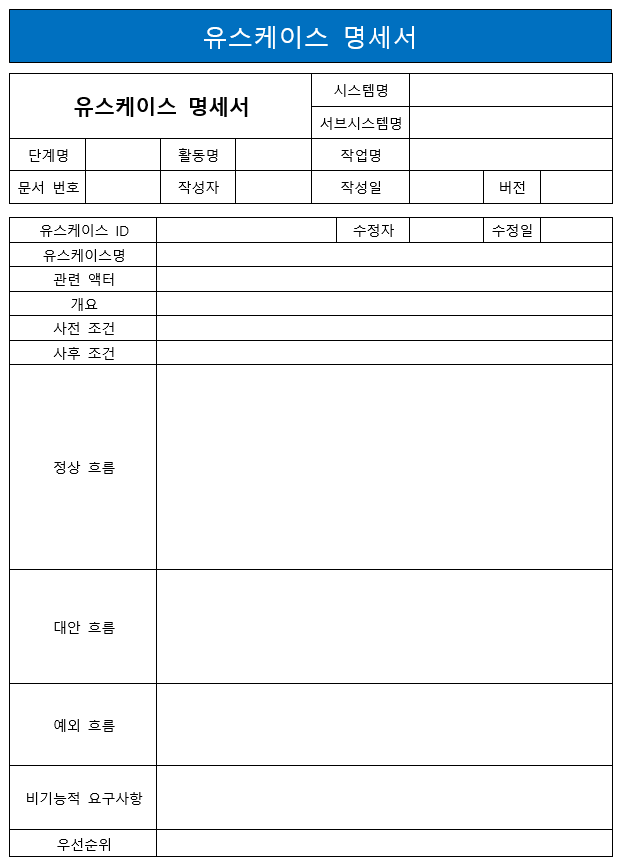 유스케이스 명세서
유스케이스 명세서
시스템명
서브시스템명
단계명 활동명 작업명
문서 번호 작성자 작성일 버전
유스케이스 ID 수정자 수정일
유스케이스명
관련 액터
개요
사전 조건
사후 조건
정상 흐름
대안 흐름
예외 흐름
비기능적 요구사항
우선순위